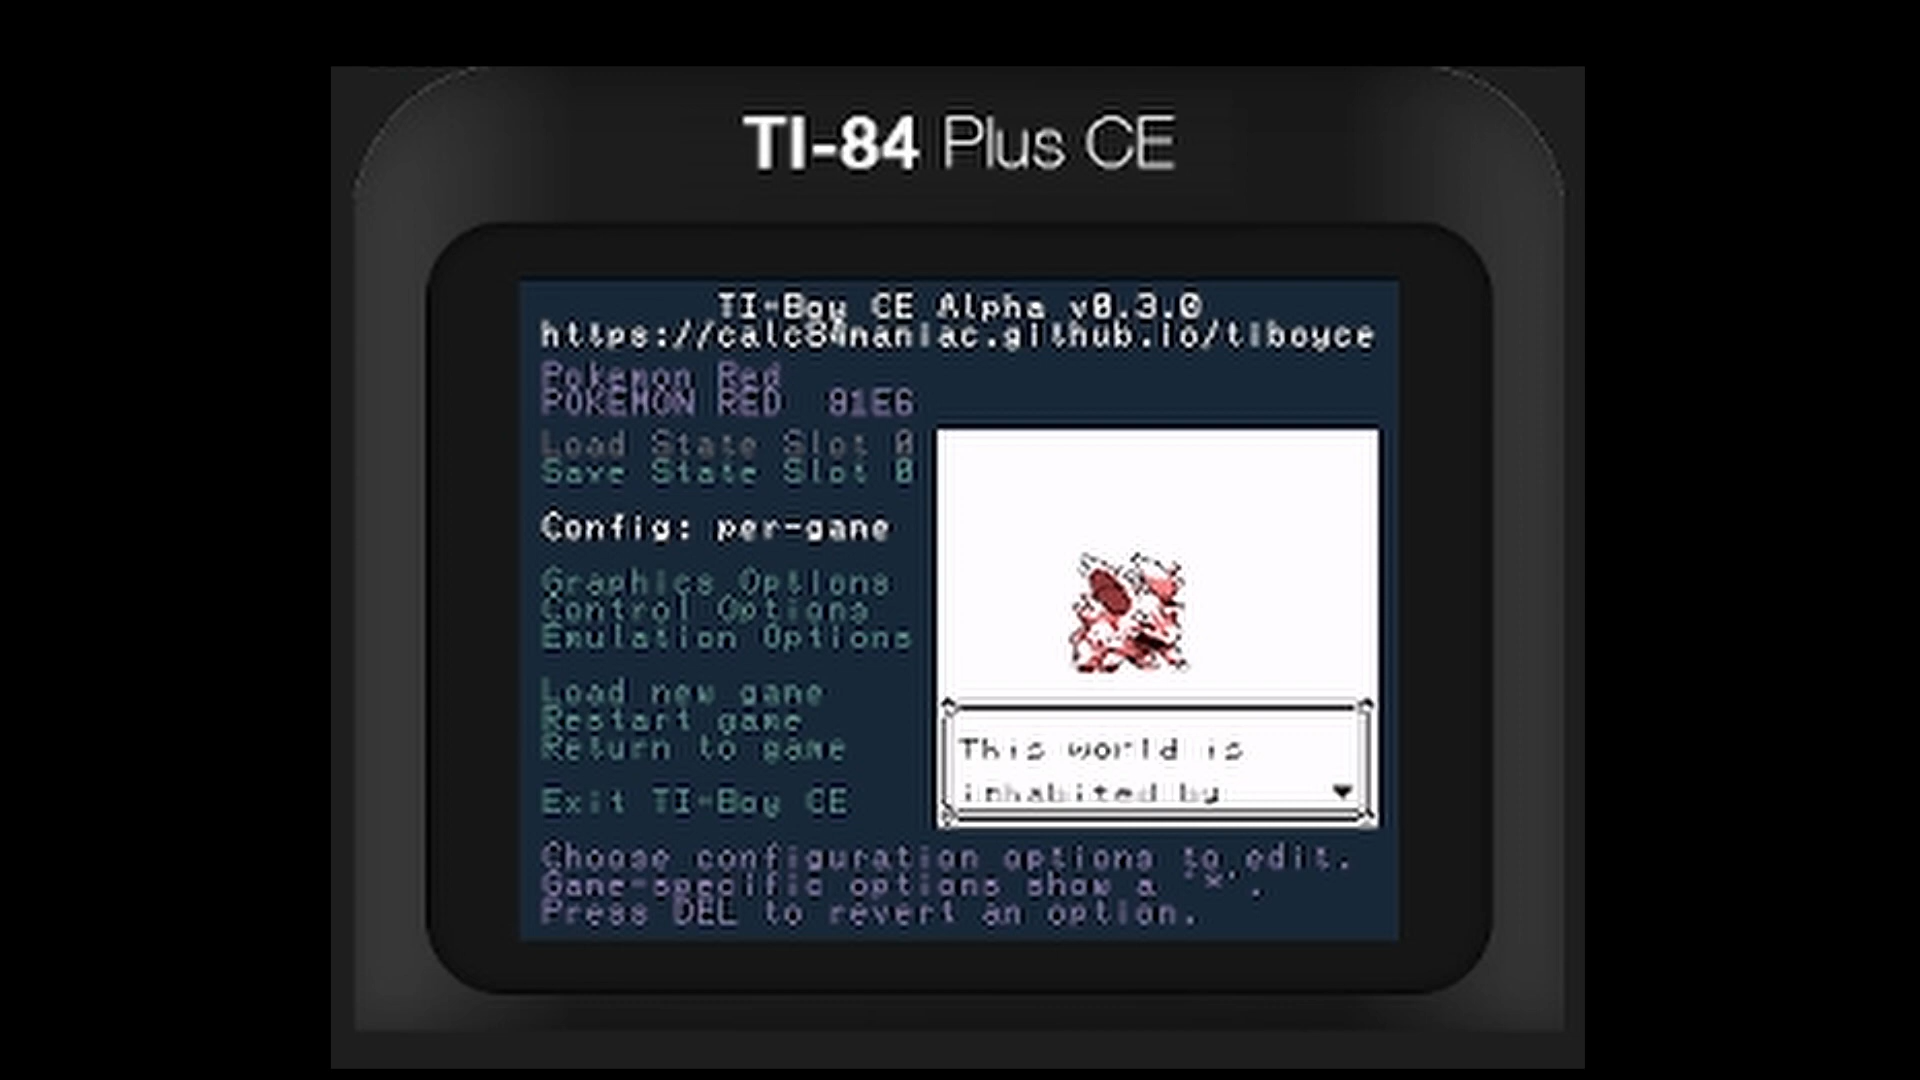 TI-84 Plus CE
TI-Boy CE Alpha v0.3.0
https://calc84maniac.github.io/tiboyce
Pokemon Red
POKEMON RED 91E6
Load State Slot 0
Save State Slot 0
Config: per-game
Graphics Options
Control Options
Emulation Options
Load new game
Restart game
Return to game
Exit TI-Boy CE
This world is
inhabited by
Choose configuration options to edit.
Game-specific options show a '*'.
Press DEL to revert an option.